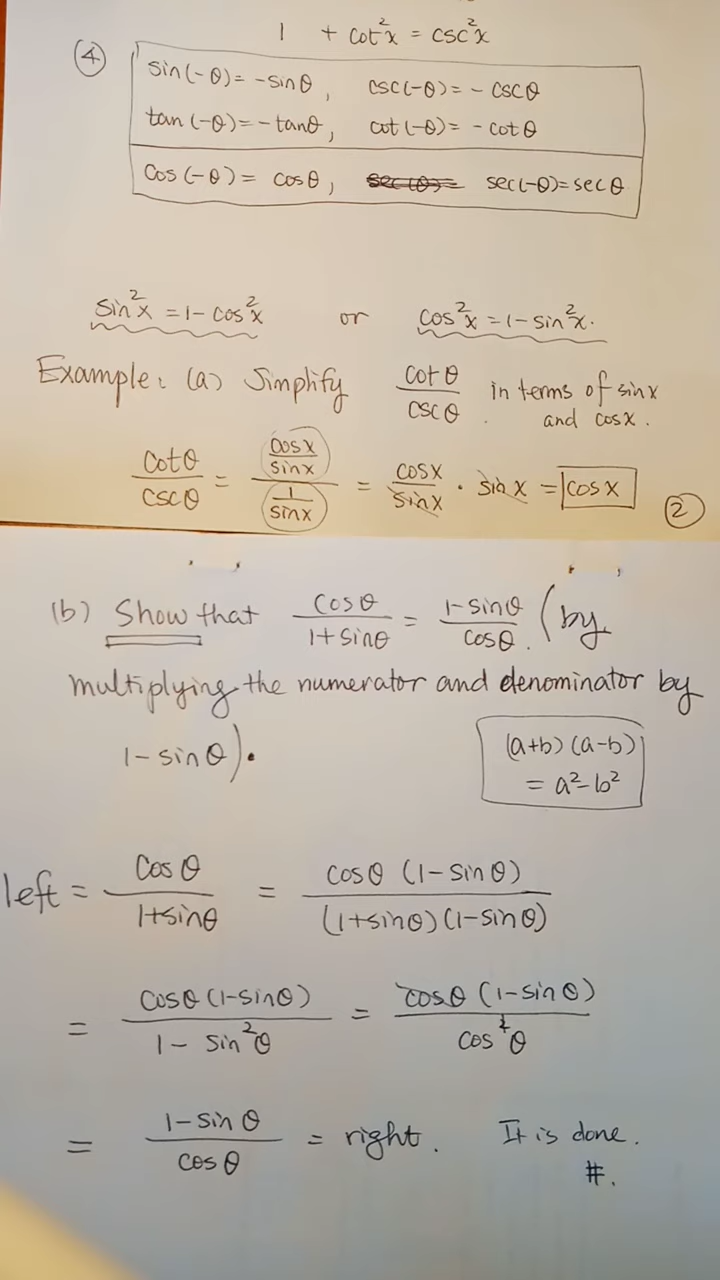 1 + cot²x = csc²x
④
sin(-θ) = -sinθ, csc(-θ) = -cscθ
tan(-θ) = -tanθ, cot(-θ) = -cotθ
cos(-θ) = cosθ, sec(θ) = sec(-θ) = secθ
sin²x = 1 - cos²x or cos²x = 1 - sin²x.
Example: (a) Simplify cotθ/cscθ in terms of sinx
and cosx.
cotθ/cscθ = (cosx/sinx)/(1/sinx) = cosx/sinx · sinx = cosx
②
(b) Show that cosθ/(1+sinθ) = (1-sinθ)/cosθ. (by
multiplying the numerator and denominator by
1-sinθ).
(a+b)(a-b)
= a²-b²
left = cosθ/(1+sinθ) = cosθ(1-sinθ)/((1+sinθ)(1-sinθ))
= cosθ(1-sinθ)/(1-sin²θ) = cosθ(1-sinθ)/cos²θ
= (1-sinθ)/cosθ = right. It is done.
#.